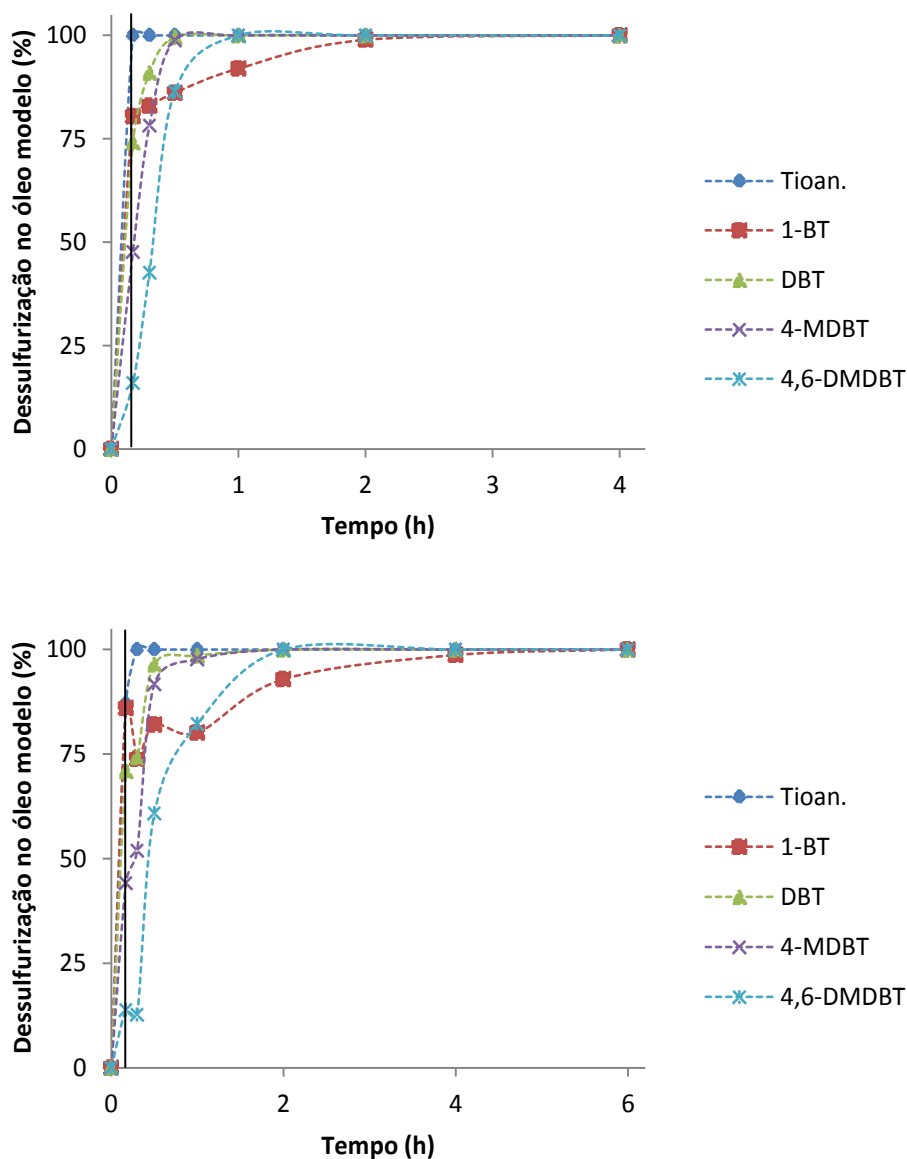 Dessulfurização no óleo modelo (%)
100
75
50
25
0
0 1 2 3 4
Tempo (h)
Tioan.
1-BT
DBT
4-MDBT
4,6-DMDBT
Dessulfurização no óleo modelo (%)
100
75
50
25
0
0 2 4 6
Tempo (h)
Tioan.
1-BT
DBT
4-MDBT
4,6-DMDBT